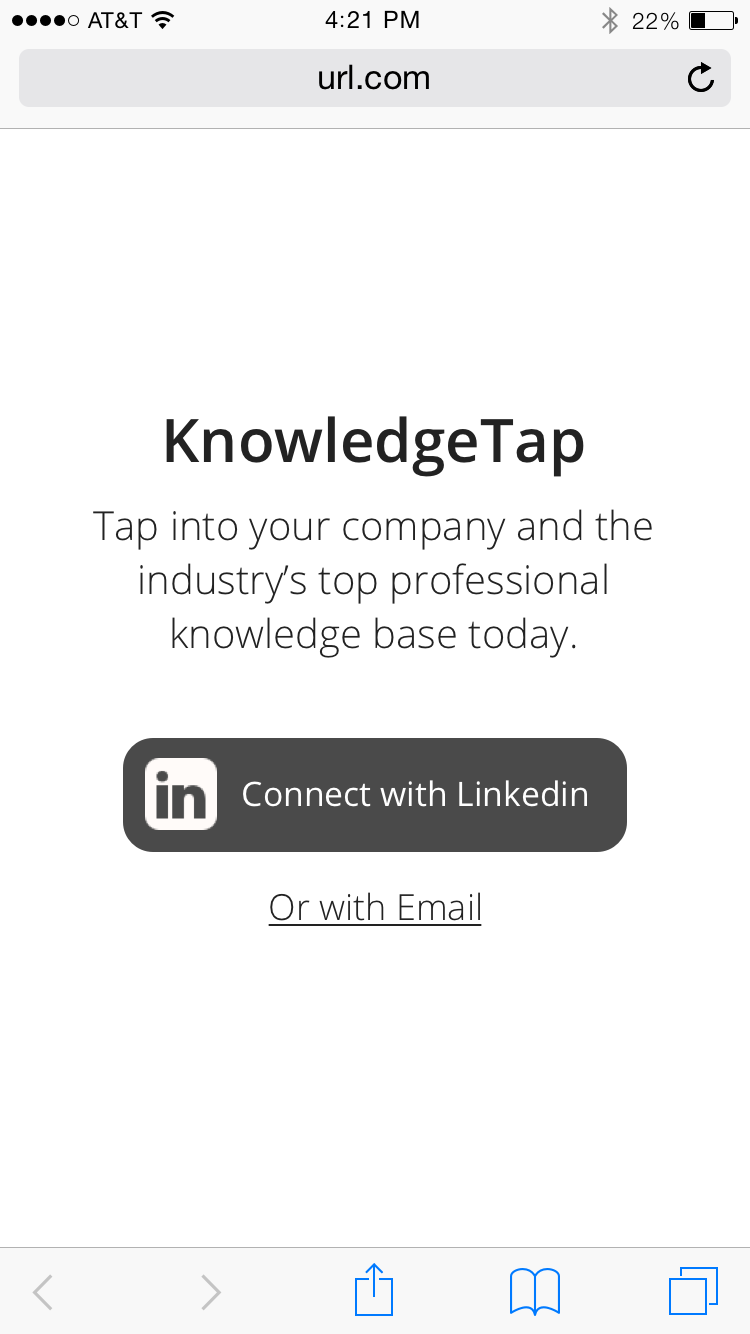 AT&T 4:21 PM 22%
url.com
KnowledgeTap
Tap into your company and the
industry’s top professional
knowledge base today.
in Connect with Linkedin
Or with Email